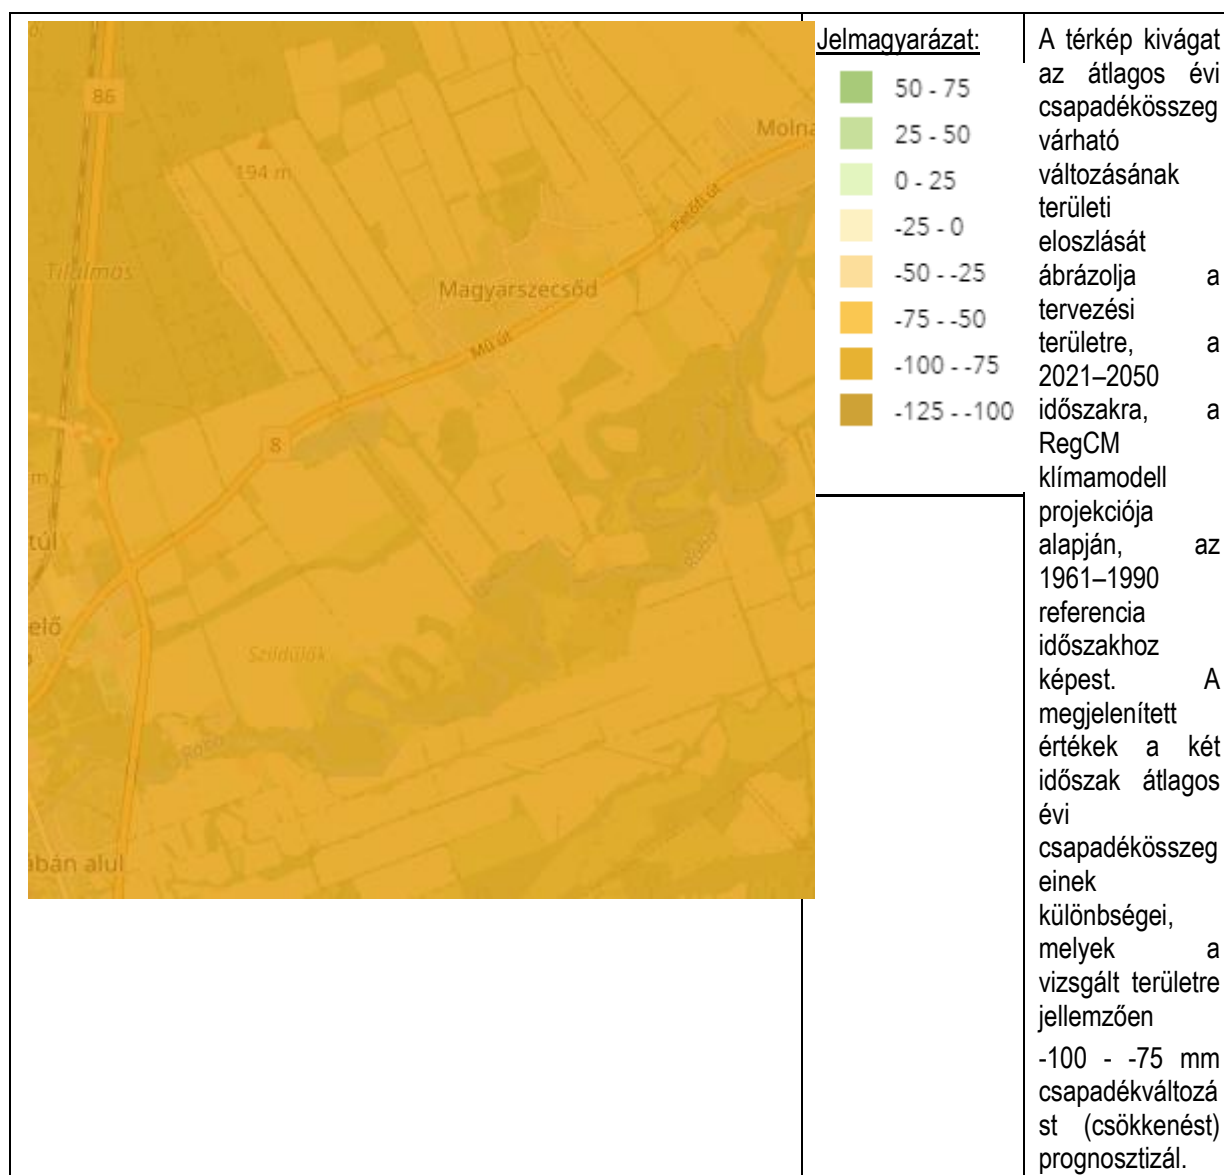 86
Molna
194 m
Petőfi út
Tilalmas
Magyarszecsőd
Mű út
8
m
túl
Rába
elő
Szildülők
Rába
ábán alul
Jelmagyarázat:
50 - 75
25 - 50
0 - 25
-25 - 0
-50 - -25
-75 - -50
-100 - -75
-125 - -100
A térkép kivágat
az átlagos évi
csapadékösszeg
várható
változásának
területi
eloszlását
ábrázolja a
tervezési
területre, a
2021–2050
időszakra, a
RegCM
klímamodell
projekciója
alapján, az
1961–1990
referencia
időszakhoz
képest. A
megjelenített
értékek a két
időszak átlagos
évi
csapadékösszeg
einek
különbségei,
melyek a
vizsgált területre
jellemzően
-100 - -75 mm
csapadékváltozá
st (csökkenést)
prognosztizál.